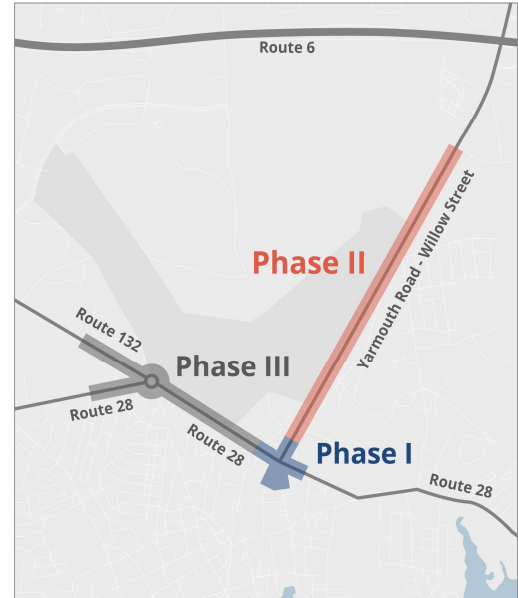 Route 6
Yarmouth Road - Willow Street
Phase II
Route 132
Phase III
Route 28
Route 28
Phase I
Route 28